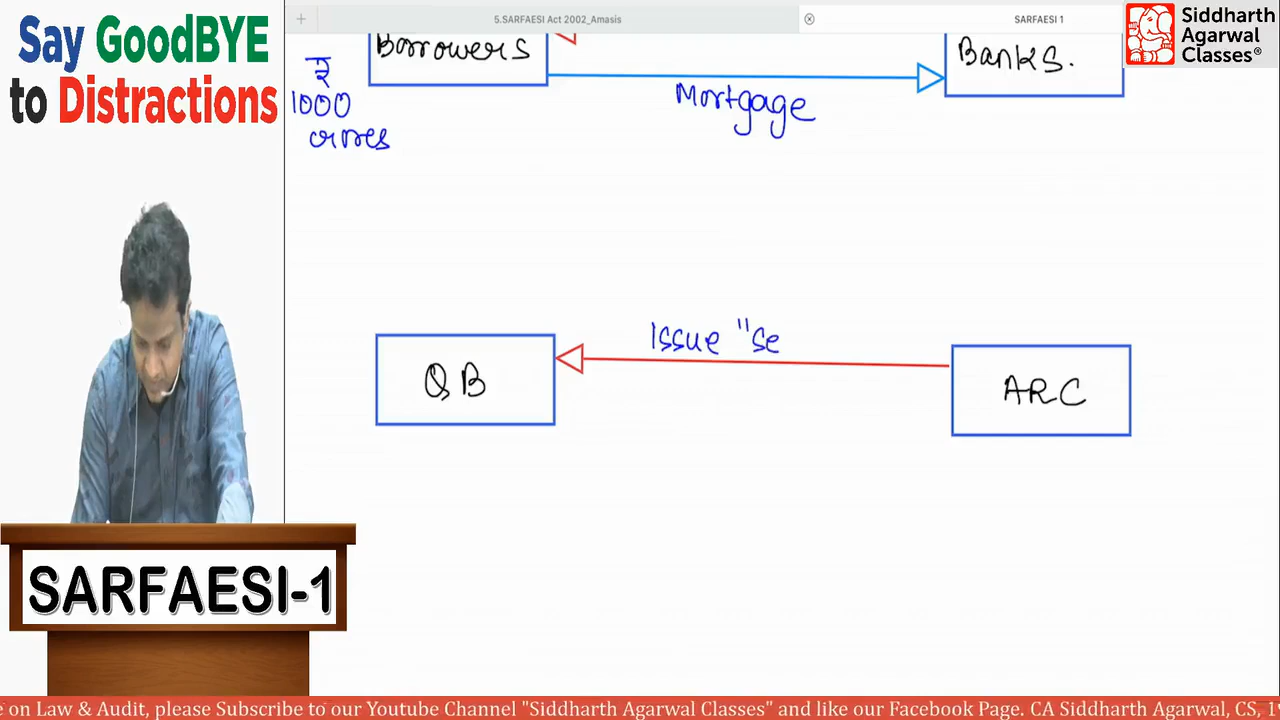 Say GoodBYE
to Distractions
5.SARFAESI Act 2002_Amasis
SARFAESI 1
Siddharth
Agarwal
Classes®
Borrowers
Banks.
₹
1000
crores
Mortgage
Issue "Se
QB
ARC
SARFAESI-1
e on Law & Audit, please Subscribe to our Youtube Channel "Siddharth Agarwal Classes" and like our Facebook Page. CA Siddharth Agarwal, CS, 1